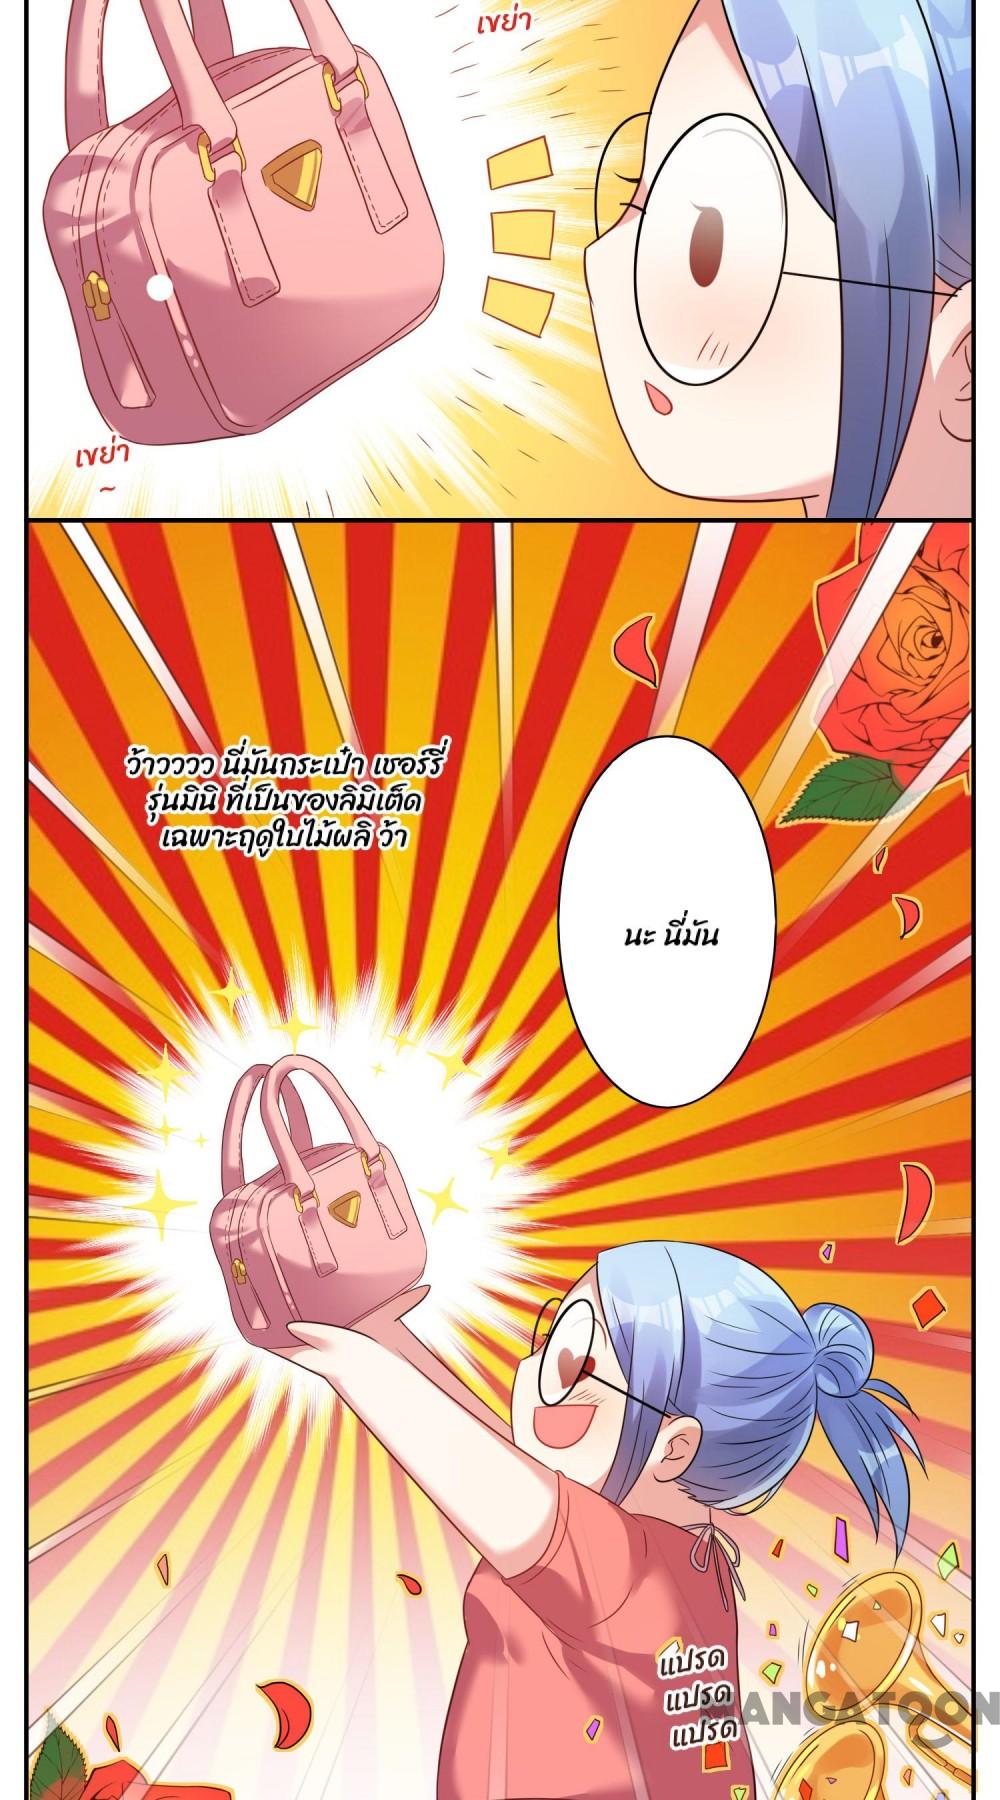 เขย่า
เขย่า
~
ว้าวววว นี่มันกระเป๋า เชอร์รี่
รุ่นมินิ ที่เป็นของลิมิเต็ด
เฉพาะฤดูใบไม้ผลิ ว้า
นะ นี่มัน
แปรด
แปรด
แปรด
MANGATOON